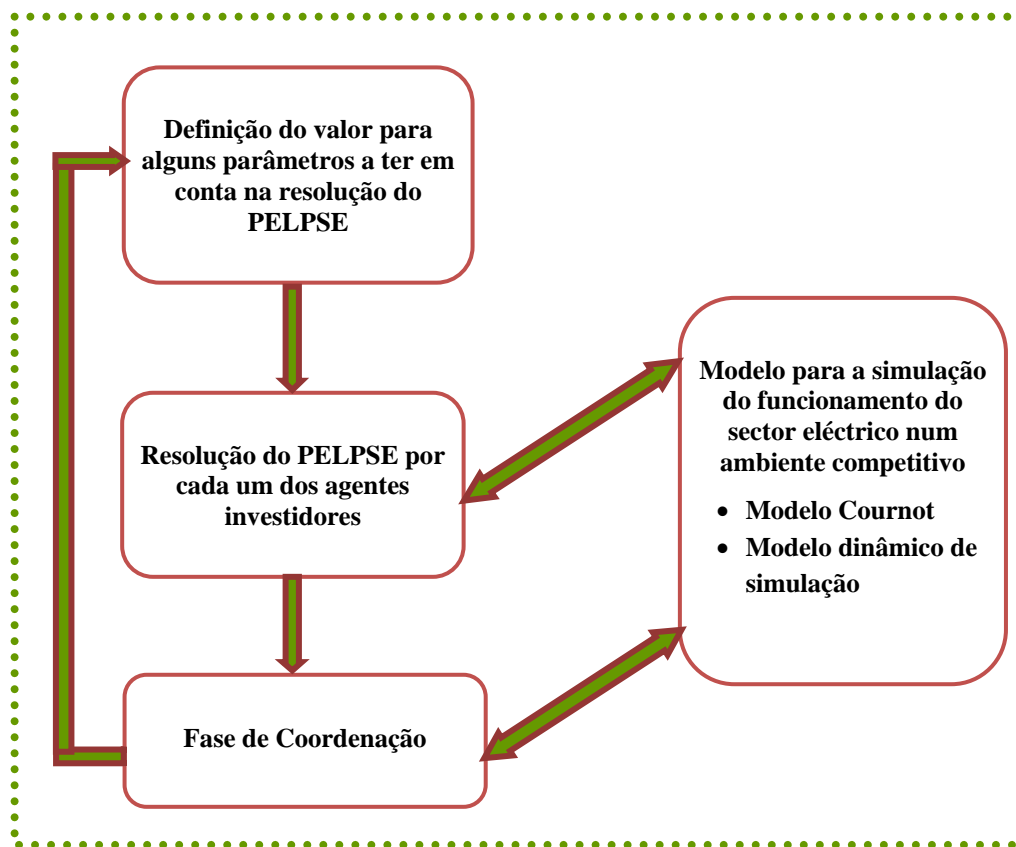 Definição do valor para
alguns parâmetros a ter em
conta na resolução do
PELPSE
Resolução do PELPSE por
cada um dos agentes
investidores
Fase de Coordenação
Modelo para a simulação
do funcionamento do
sector eléctrico num
ambiente competitivo
• Modelo Cournot
• Modelo dinâmico de
simulação